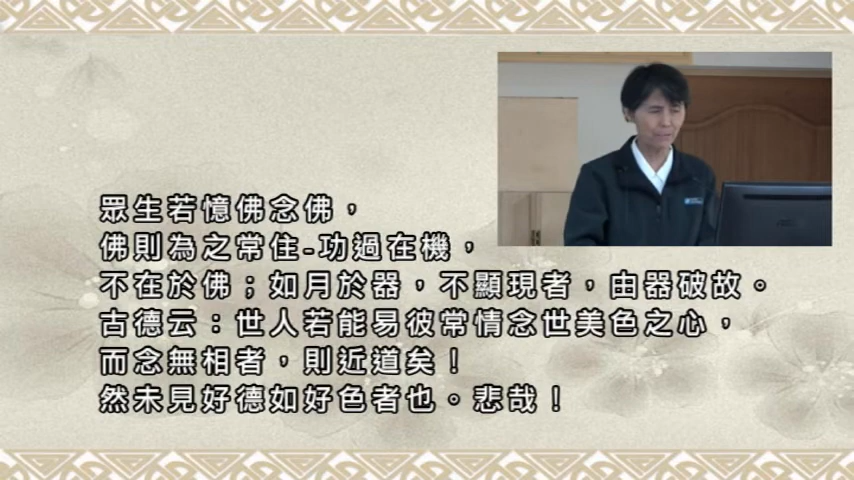 眾生若憶佛念佛，
佛則為之常住-功過在機，
不在於佛；如月於器，不顯現者，由器破故。
古德云：世人若能易彼常情念世美色之心，
而念無相者，則近道矣！
然未見好德如好色者也。悲哉！